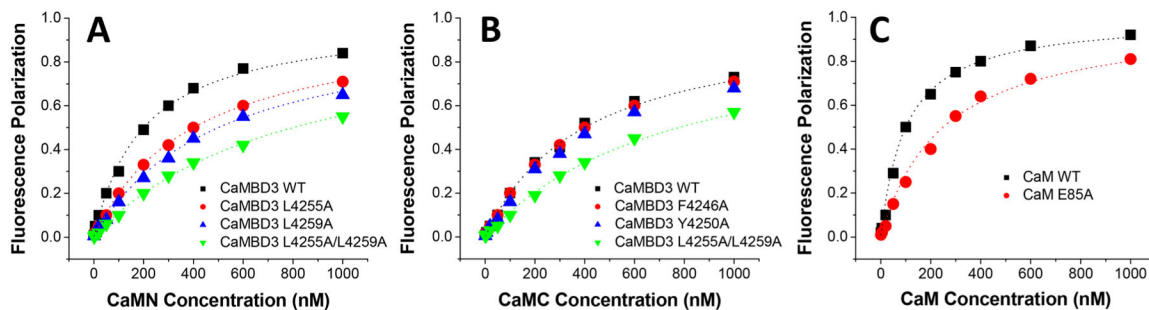 A
Fluorescence Polarization
1.0
0.8
0.6
0.4
0.2
0.0
CaMBD3 WT
CaMBD3 L4255A
CaMBD3 L4259A
CaMBD3 L4255A/L4259A
0 200 400 600 800 1000
CaMN Concentration (nM)
B
Fluorescence Polarization
1.0
0.8
0.6
0.4
0.2
0.0
CaMBD3 WT
CaMBD3 F4246A
CaMBD3 Y4250A
CaMBD3 L4255A/L4259A
0 200 400 600 800 1000
CaMC Concentration (nM)
C
Fluorescence Polarization
1.0
0.8
0.6
0.4
0.2
0.0
CaM WT
CaM E85A
0 200 400 600 800 1000
CaM Concentration (nM)